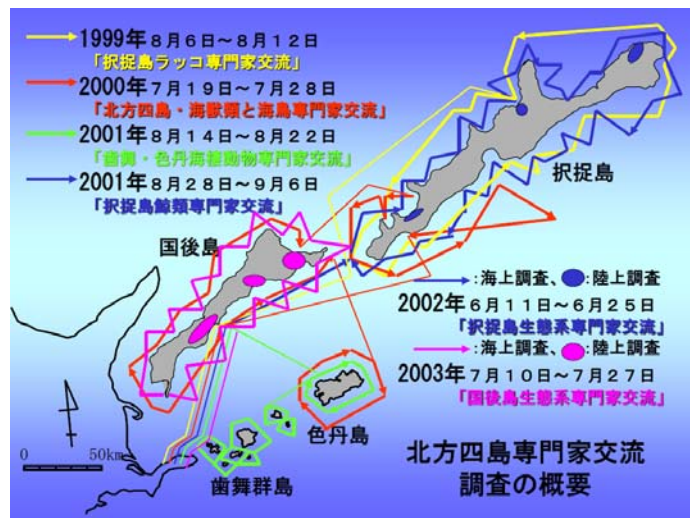 1999年 8月6日～8月12日
「択捉島ラッコ専門家交流」
2000年 7月19日～7月28日
「北方四島・海獣類と海鳥専門家交流」
2001年 8月14日～8月22日
「歯舞・色丹海棲動物専門家交流」
2001年 8月28日～9月6日
「択捉島鯨類専門家交流」
択捉島
国後島
:海上調査、 :陸上調査
2002年 6月11日～6月25日
「択捉島生態系専門家交流」
:海上調査、 :陸上調査
2003年 7月10日～7月27日
「国後島生態系専門家交流」
色丹島
歯舞群島
0 50km
北方四島専門家交流
調査の概要